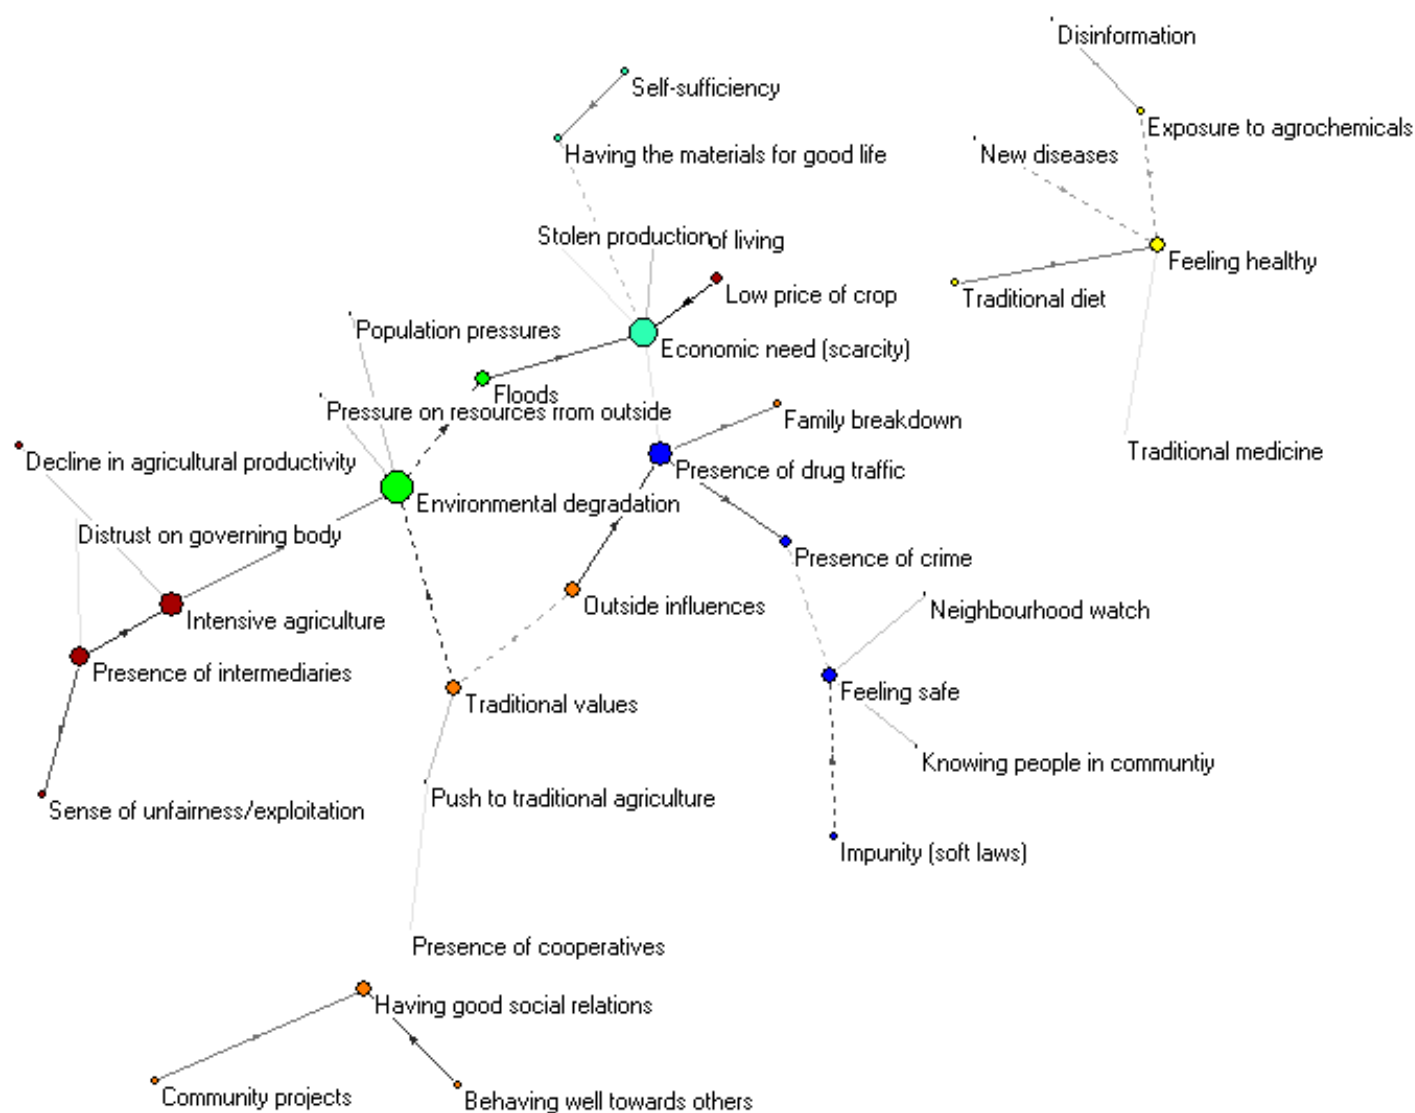 Disinformation
Self-sufficiency
Exposure to agrochemicals
Having the materials for good life
New diseases
Stolen production
of living
Feeling healthy
Low price of crop
Traditional diet
Population pressures
Economic need (scarcity)
Floods
Pressure on resources from outside
Family breakdown
Decline in agricultural productivity
Presence of drug traffic
Traditional medicine
Environmental degradation
Distrust on governing body
Presence of crime
Outside influences
Neighbourhood watch
Intensive agriculture
Presence of intermediaries
Feeling safe
Traditional values
Knowing people in communtiy
Push to traditional agriculture
Sense of unfairness/exploitation
Impunity (soft laws)
Presence of cooperatives
Having good social relations
Community projects
Behaving well towards others